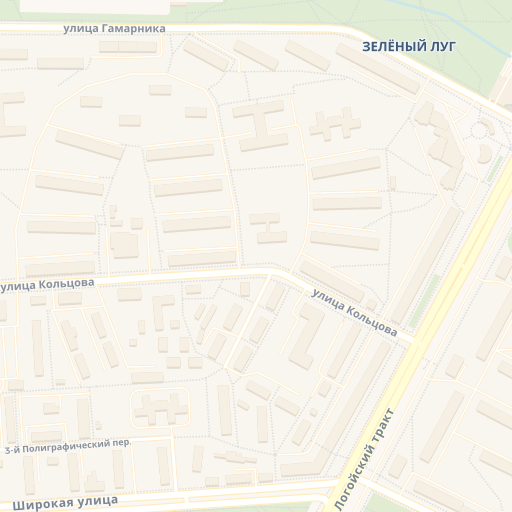 улица Гамарника
ЗЕЛЁНЫЙ ЛУГ
улица Кольцова
улица Кольцова
Логойский тракт
3-й Полиграфический пер.
Широкая улица